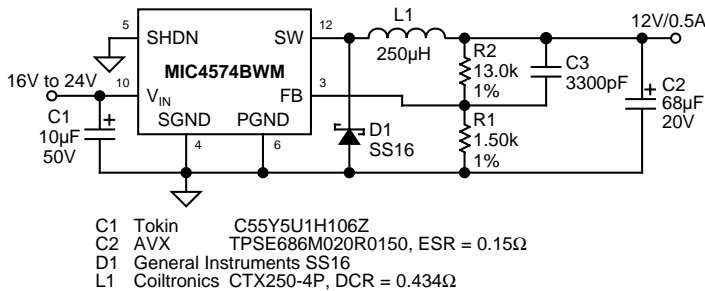 L1
12V/0.5A
5
SHDN
SW
12
250µH
R2
13.0k
1%
C3
3300pF
16V to 24V
MIC4574BWM
10
VIN
FB
3
C2
68µF
20V
+
C1
10µF
50V
+
SGND
PGND
4
6
D1
SS16
R1
1.50k
1%
C1 Tokin C55Y5U1H106Z
C2 AVX TPSE686M020R0150, ESR = 0.15Ω
D1 General Instruments SS16
L1 Coiltronics CTX250-4P, DCR = 0.434Ω